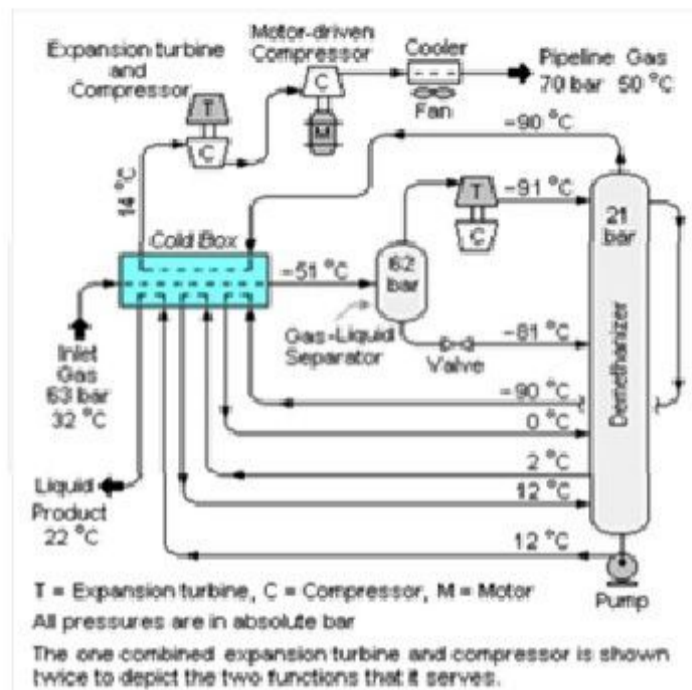 Expansion turbine
and
Compressor
Motor-driven
Compressor
Cooler
Fan
Pipeline Gas
70 bar 50 °C
T
C
C
M
14 °C
-90 °C
Cold Box
T
C
-91 °C
21
bar
-51 °C
62
bar
Gas-Liquid
Separator
Valve
-81 °C
Demethanizer
Inlet
Gas
63 bar
32 °C
-90 °C
0 °C
2 °C
12 °C
Liquid
Product
22 °C
12 °C
Pump
T = Expansion turbine, C = Compressor, M = Motor
All pressures are in absolute bar
The one combined expansion turbine and compressor is shown
twice to depict the two functions that it serves.